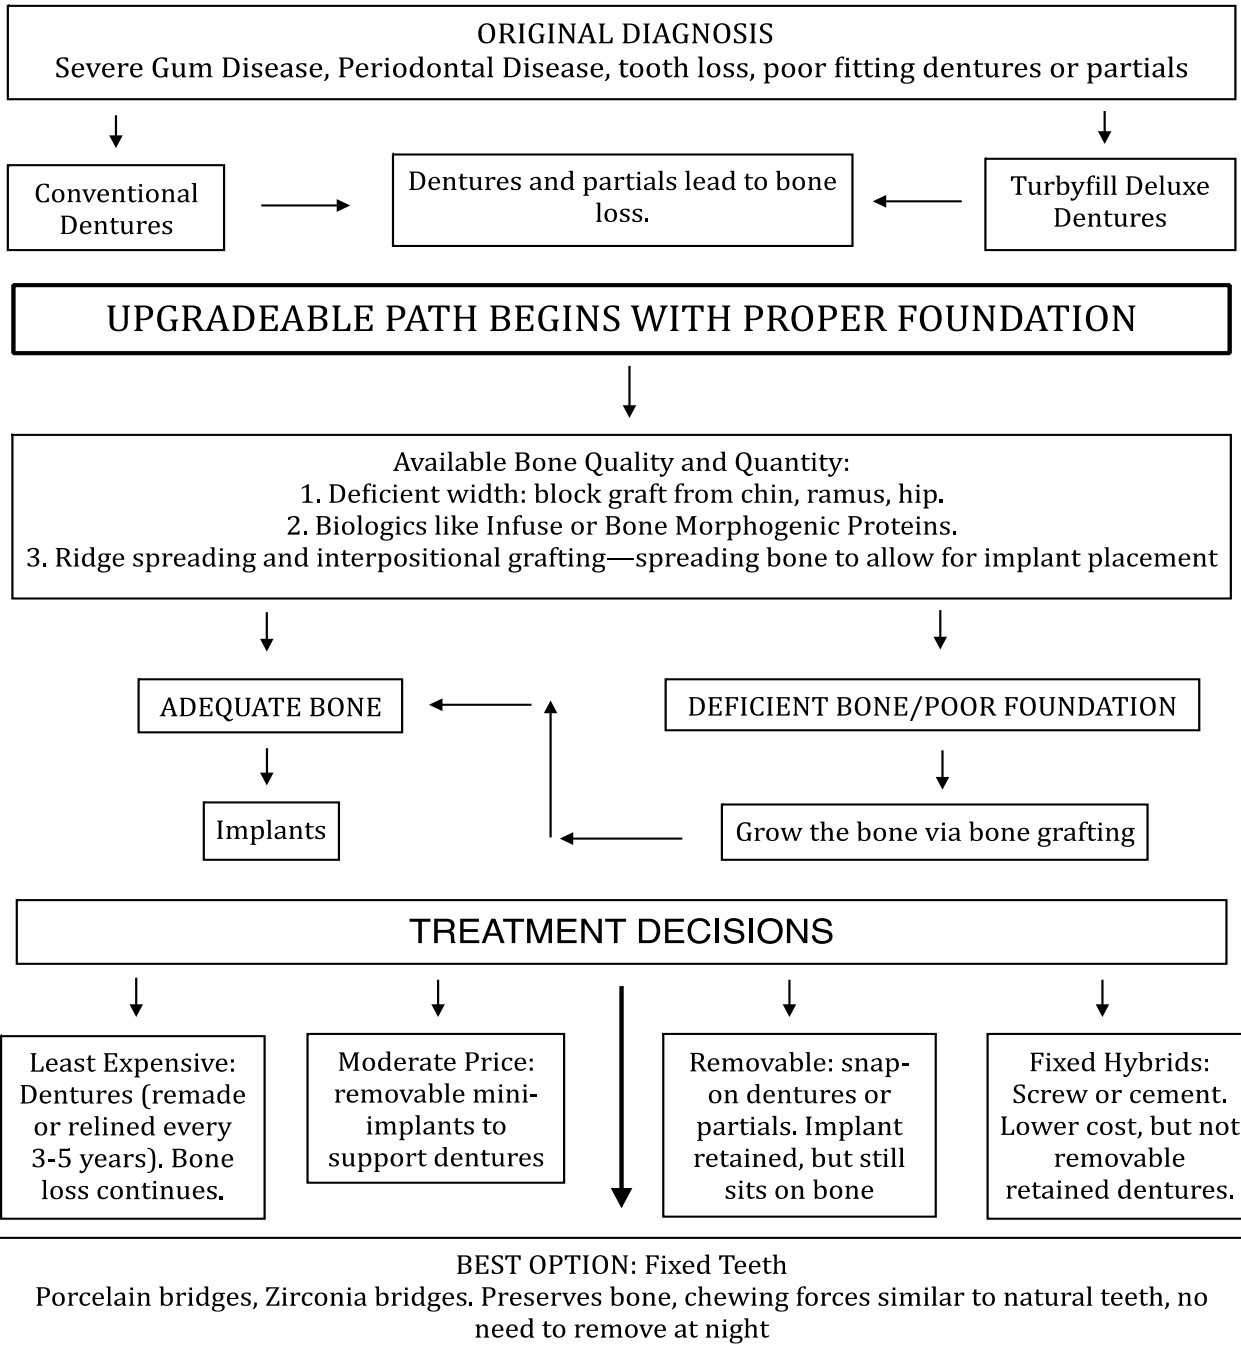 ORIGINAL DIAGNOSIS
Severe Gum Disease, Periodontal Disease, tooth loss, poor fitting dentures or partials
Conventional
Dentures
Dentures and partials lead to bone
loss.
Turbyfill Deluxe
Dentures
UPGRADEABLE PATH BEGINS WITH PROPER FOUNDATION
Available Bone Quality and Quantity:
1. Deficient width: block graft from chin, ramus, hip.
2. Biologics like Infuse or Bone Morphogenic Proteins.
3. Ridge spreading and interpositional grafting—spreading bone to allow for implant placement
ADEQUATE BONE
DEFICIENT BONE/POOR FOUNDATION
Implants
Grow the bone via bone grafting
TREATMENT DECISIONS
Least Expensive:
Dentures (remade
or relined every
3-5 years). Bone
loss continues.
Moderate Price:
removable mini-
implants to
support dentures
Removable: snap-
on dentures or
partials. Implant
retained, but still
sits on bone
Fixed Hybrids:
Screw or cement.
Lower cost, but not
removable
retained dentures.
BEST OPTION: Fixed Teeth
Porcelain bridges, Zirconia bridges. Preserves bone, chewing forces similar to natural teeth, no
need to remove at night